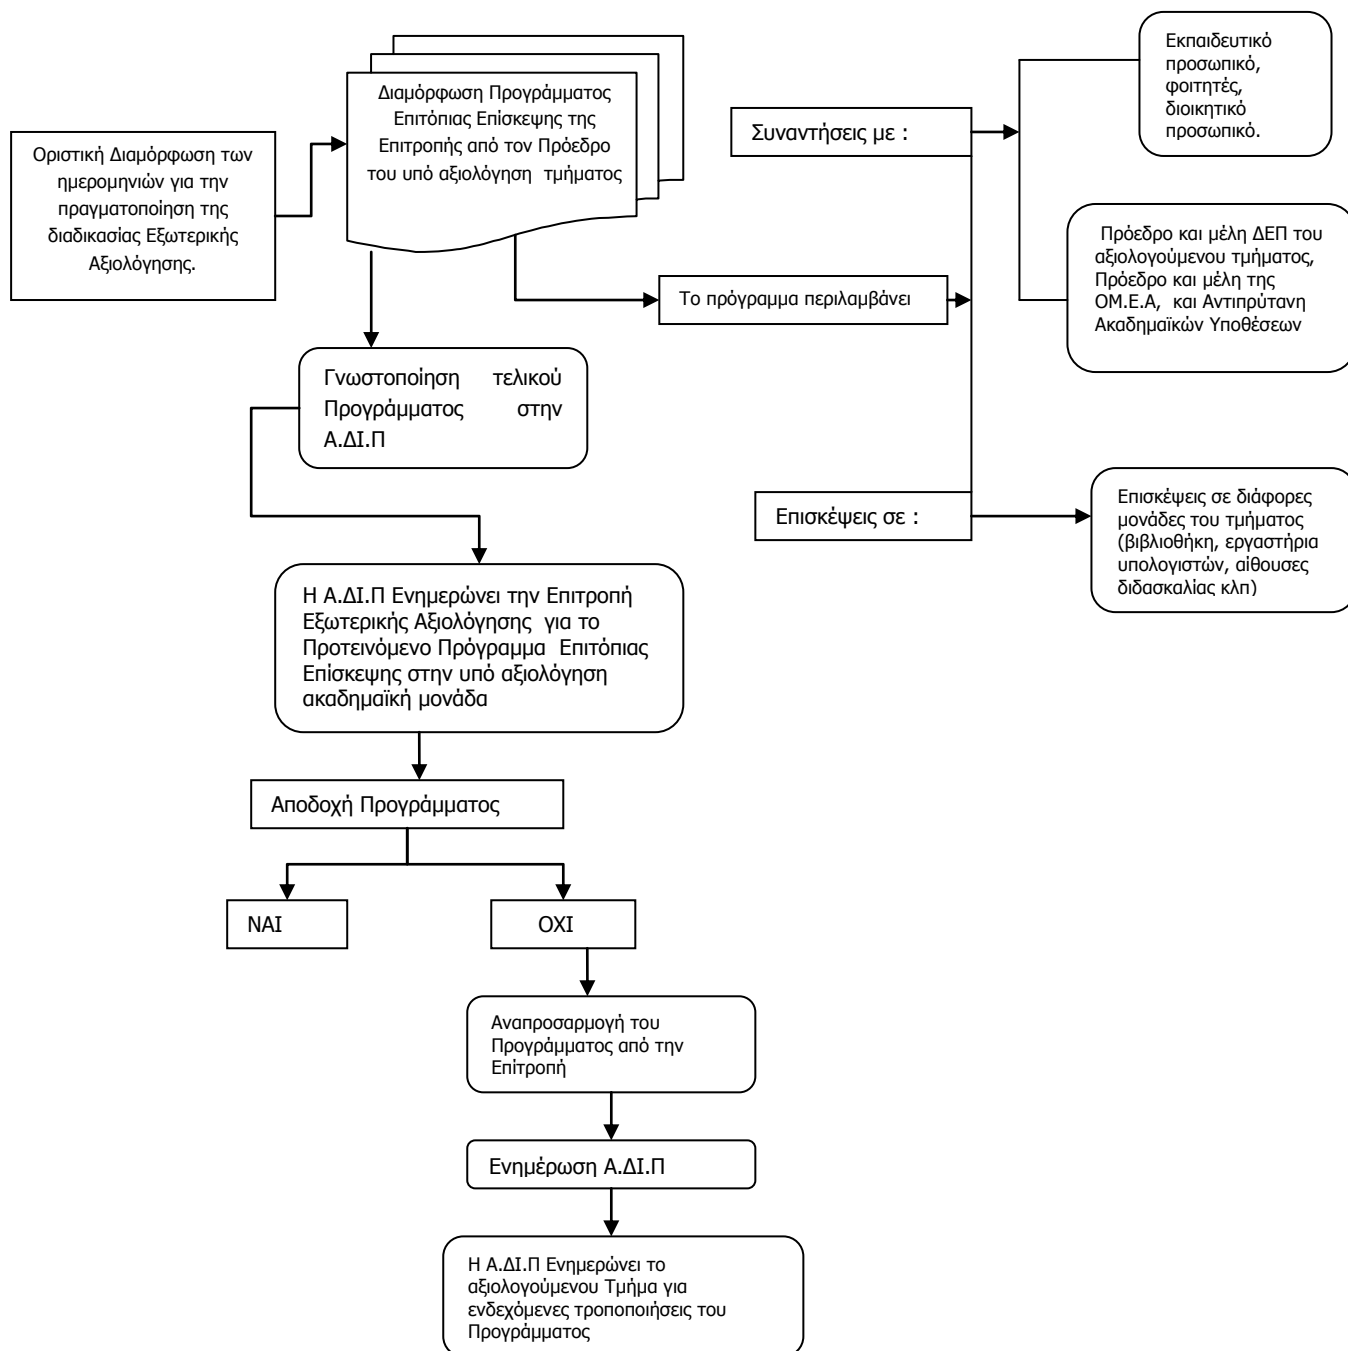 Οριστική Διαμόρφωση των
ημερομηνιών για την
πραγματοποίηση της
διαδικασίας Εξωτερικής
Αξιολόγησης.
Διαμόρφωση Προγράμματος
Επιτόπιας Επίσκεψης της
Επιτροπής από τον Πρόεδρο
του υπό αξιολόγηση τμήματος
Το πρόγραμμα περιλαμβάνει
Συναντήσεις με :
Εκπαιδευτικό
προσωπικό,
φοιτητές,
διοικητικό
προσωπικό.
Πρόεδρο και μέλη ΔΕΠ του
αξιολογούμενου τμήματος,
Πρόεδρο και μέλη της
ΟΜ.Ε.Α, και Αντιπρύτανη
Ακαδημαϊκών Υποθέσεων
Επισκέψεις σε :
Επισκέψεις σε διάφορες
μονάδες του τμήματος
(βιβλιοθήκη, εργαστήρια
υπολογιστών, αίθουσες
διδασκαλίας κλπ)
Γνωστοποίηση τελικού
Προγράμματος στην
Α.ΔΙ.Π
Η Α.ΔΙ.Π Ενημερώνει την Επιτροπή
Εξωτερικής Αξιολόγησης για το
Προτεινόμενο Πρόγραμμα Επιτόπιας
Επίσκεψης στην υπό αξιολόγηση
ακαδημαϊκή μονάδα
Αποδοχή Προγράμματος
ΝΑΙ
ΟΧΙ
Αναπροσαρμογή του
Προγράμματος από την
Επίτροπή
Ενημέρωση Α.ΔΙ.Π
Η Α.ΔΙ.Π Ενημερώνει το
αξιολογούμενου Τμήμα για
ενδεχόμενες τροποποιήσεις του
Προγράμματος